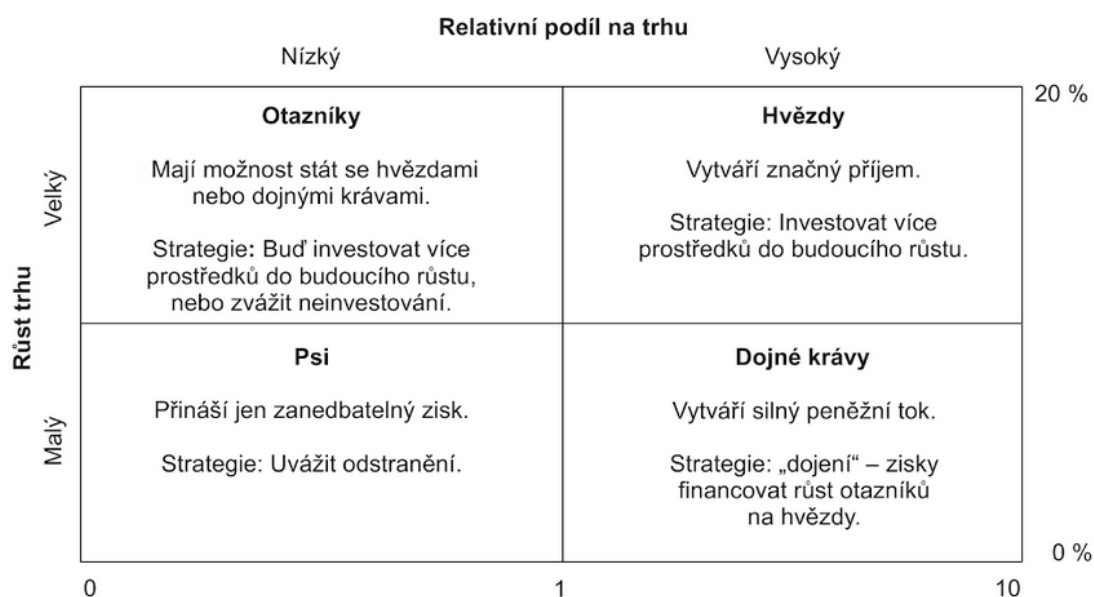 Relativní podíl na trhu
Nízký
Vysoký
20 %
Růst trhu
Velký
Otazníky
Mají možnost stát se hvězdami
nebo dojnými krávami.
Strategie: Buď investovat více
prostředků do budoucího růstu,
nebo zvážit neinvestování.
Hvězdy
Vytváří značný příjem.
Strategie: Investovat více
prostředků do budoucího růstu.
Malý
Psi
Přináší jen zanedbatelný zisk.
Strategie: Uvážit odstranění.
Dojné krávy
Vytváří silný peněžní tok.
Strategie: „dojení“ – zisky
financovat růst otazníků
na hvězdy.
0 %
0
1
10